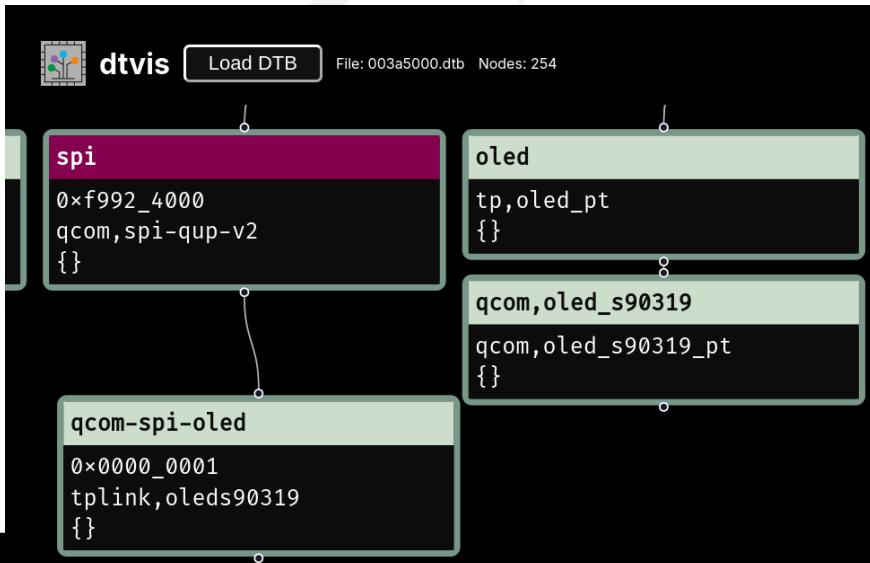 dtvis
Load DTB
File: 003a5000.dtb
Nodes: 254
spi
0×f992_4000
qcom,spi-qup-v2
{}
oled
tp,oled_pt
{}
qcom,oled_s90319
qcom,oled_s90319_pt
{}
qcom-spi-oled
0×0000_0001
tplink,oleds90319
{}